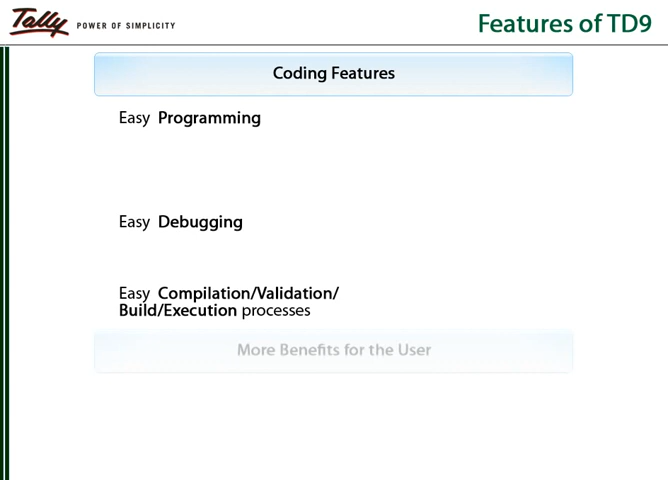 Tally POWER OF SIMPLICITY
Features of TD9
Coding Features
Easy Programming
Easy Debugging
Easy Compilation/Validation/
Build/Execution processes
More Benefits for the User